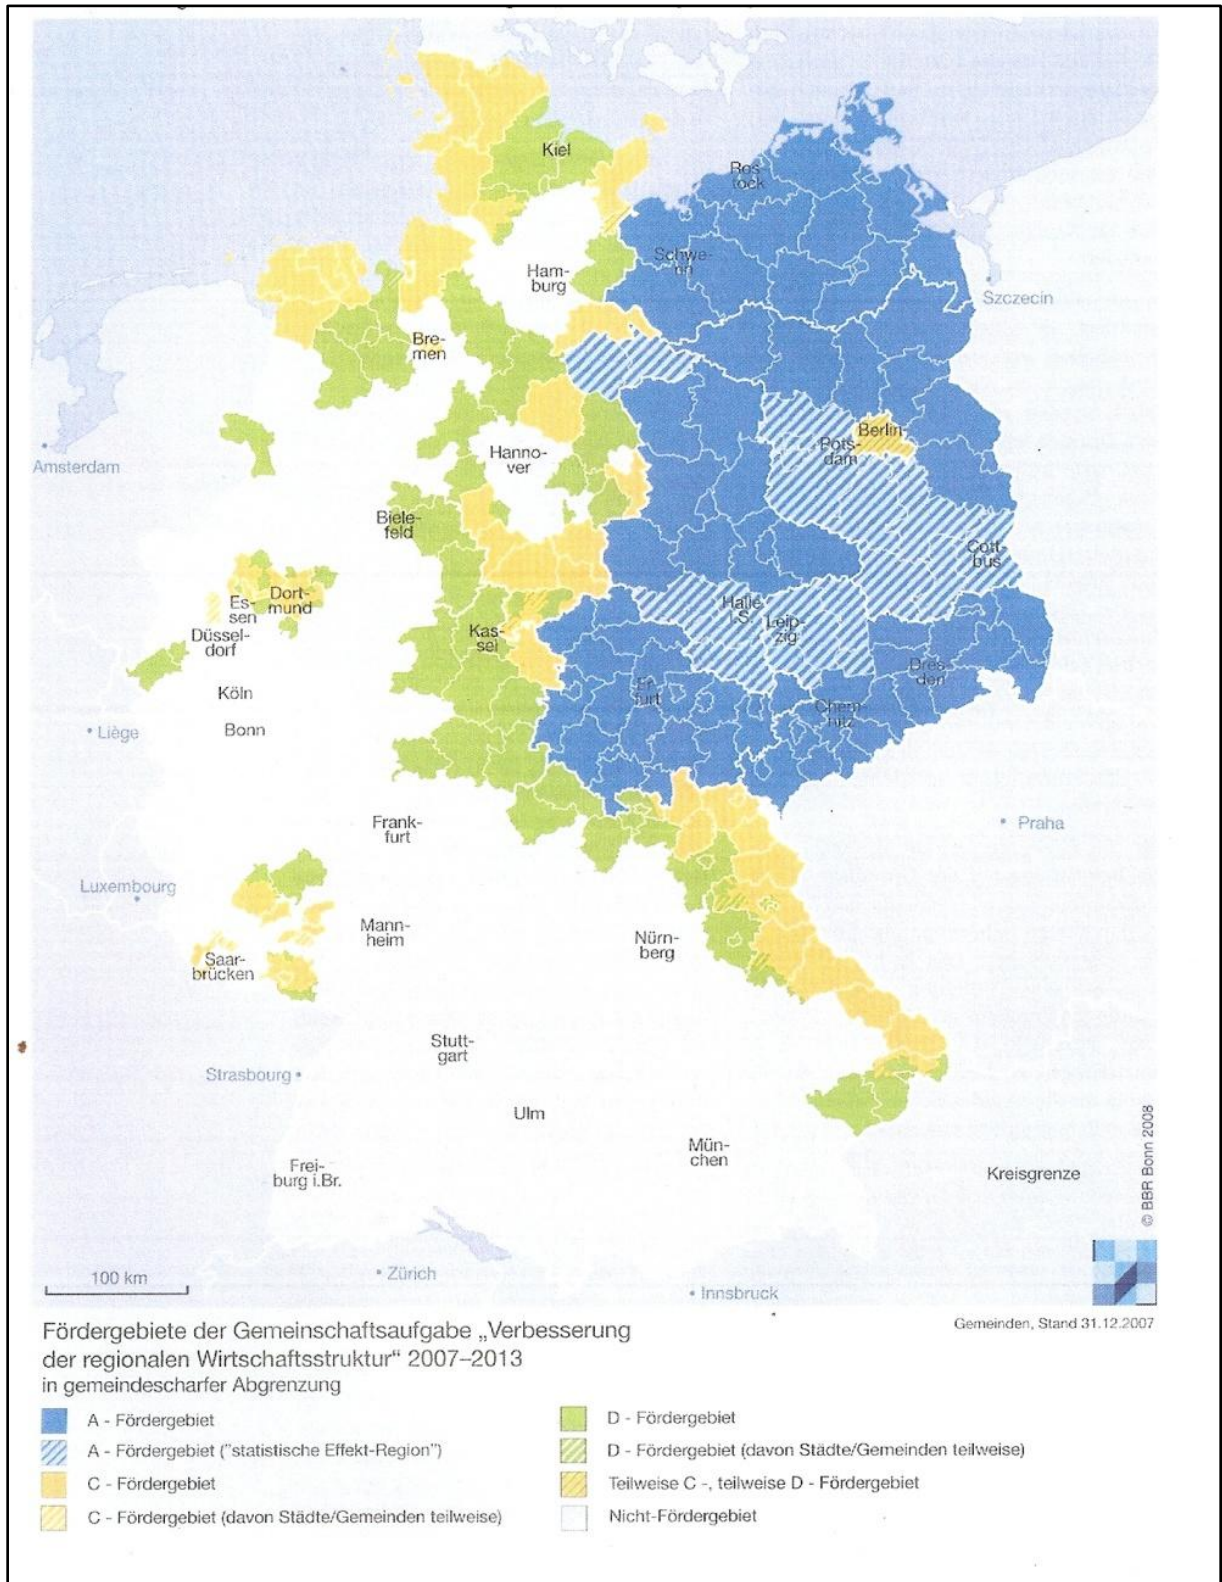 Kiel
Ros-
tock
Schwe-
rin
Ham-
burg
Szczecin
Bre-
men
Berlin
Pots-
dam
Hanno-
ver
Amsterdam
Biele-
feld
Cott-
bus
Es-
sen
Dort-
mund
Halle
i.S.
Leip-
zig
Düssel-
dorf
Kas-
sel
Dres-
den
Köln
Er-
furt
Chem-
nitz
Liège
Bonn
Frank-
furt
Praha
Luxembourg
Mann-
heim
Nürn-
berg
Saar-
brücken
Stutt-
gart
Strasbourg
Ulm
Mün-
chen
Frei-
burg i.Br.
Kreisgrenze
© BBR Bonn 2008
100 km
Zürich
Innsbruck
Gemeinden, Stand 31.12.2007
Fördergebiete der Gemeinschaftsaufgabe „Verbesserung
der regionalen Wirtschaftsstruktur“ 2007–2013
in gemeindescharfer Abgrenzung
A - Fördergebiet
A - Fördergebiet ("statistische Effekt-Region")
C - Fördergebiet
C - Fördergebiet (davon Städte/Gemeinden teilweise)
D - Fördergebiet
D - Fördergebiet (davon Städte/Gemeinden teilweise)
Teilweise C -, teilweise D - Fördergebiet
Nicht-Fördergebiet